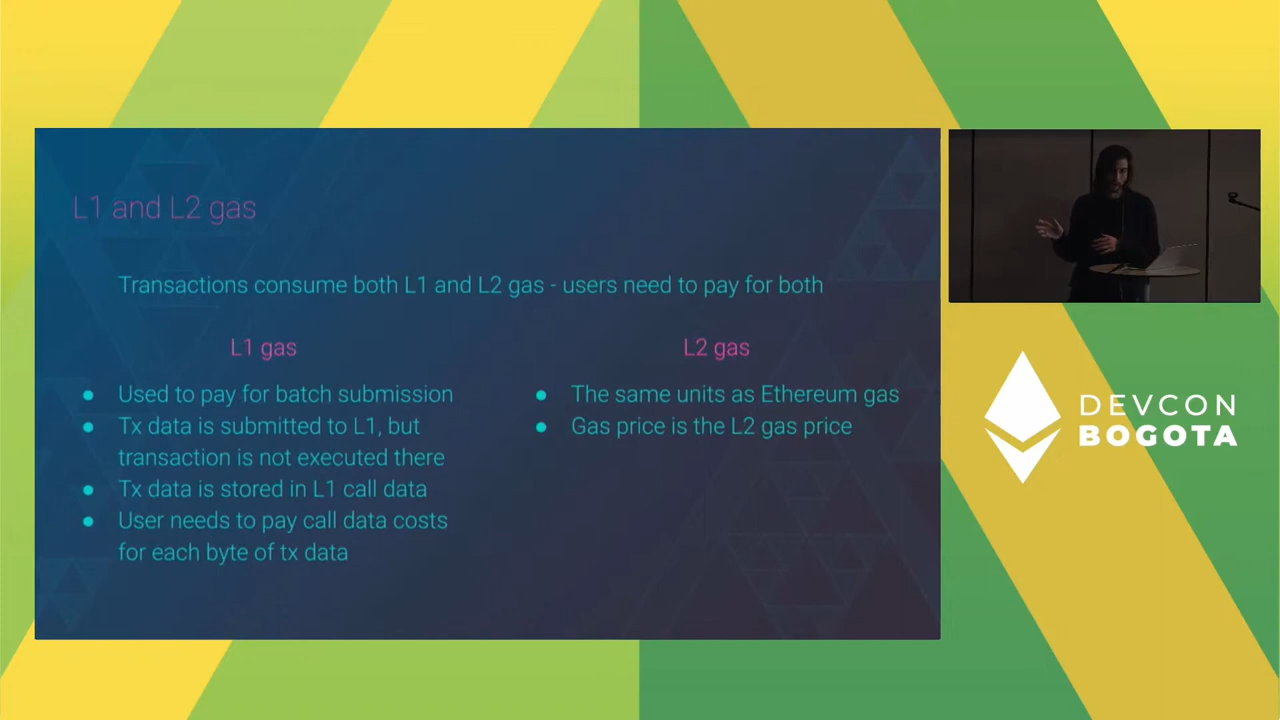 L1 and L2 gas
Transactions consume both L1 and L2 gas - users need to pay for both
L1 gas
● Used to pay for batch submission
● Tx data is submitted to L1, but
transaction is not executed there
● Tx data is stored in L1 call data
● User needs to pay call data costs
for each byte of tx data
L2 gas
● The same units as Ethereum gas
● Gas price is the L2 gas price
DEVCON
BOGOTA